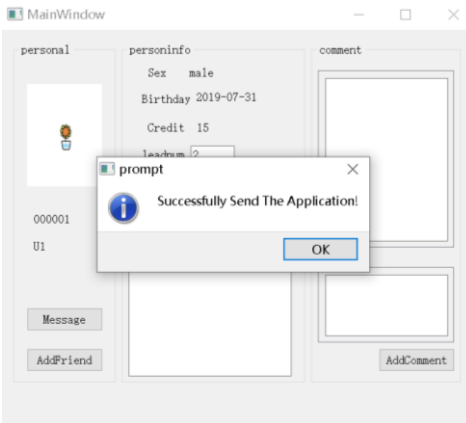 MainWindow
personal
personinfo
comment
Sex male
Birthday 2019-07-31
Credit 15
leadnum 2
prompt
Successfully Send The Application!
OK
000001
U1
Message
AddFriend
AddComment